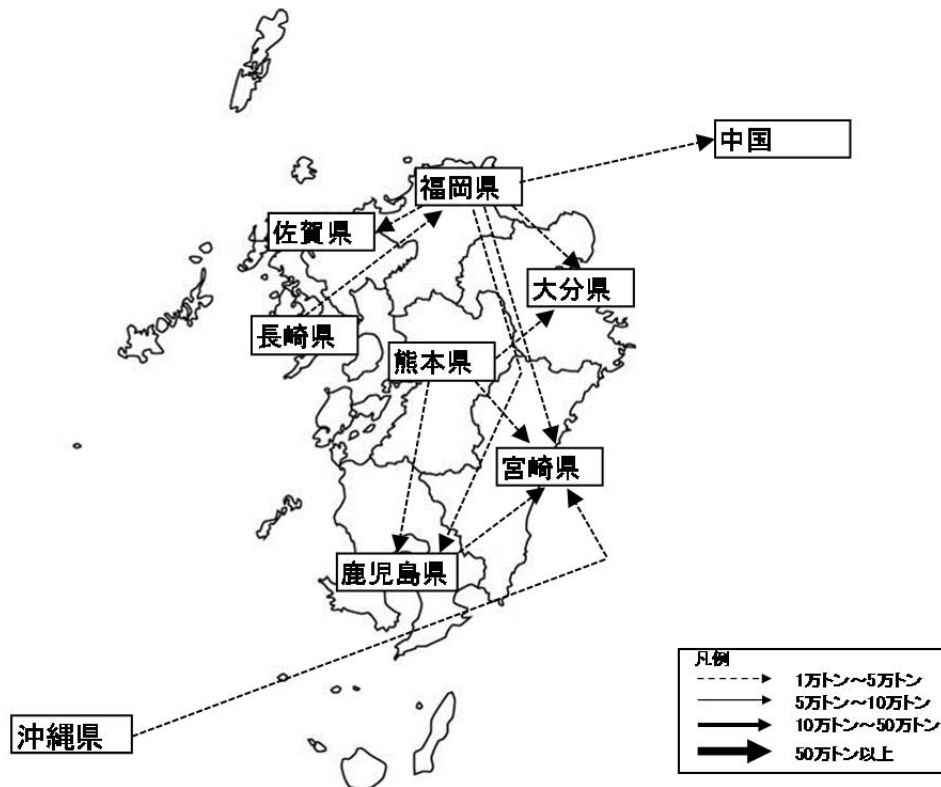 中国
福岡県
佐賀県
大分県
長崎県
熊本県
宮崎県
鹿児島県
沖縄県
凡例
1万トン～5万トン
5万トン～10万トン
10万トン～50万トン
50万トン以上